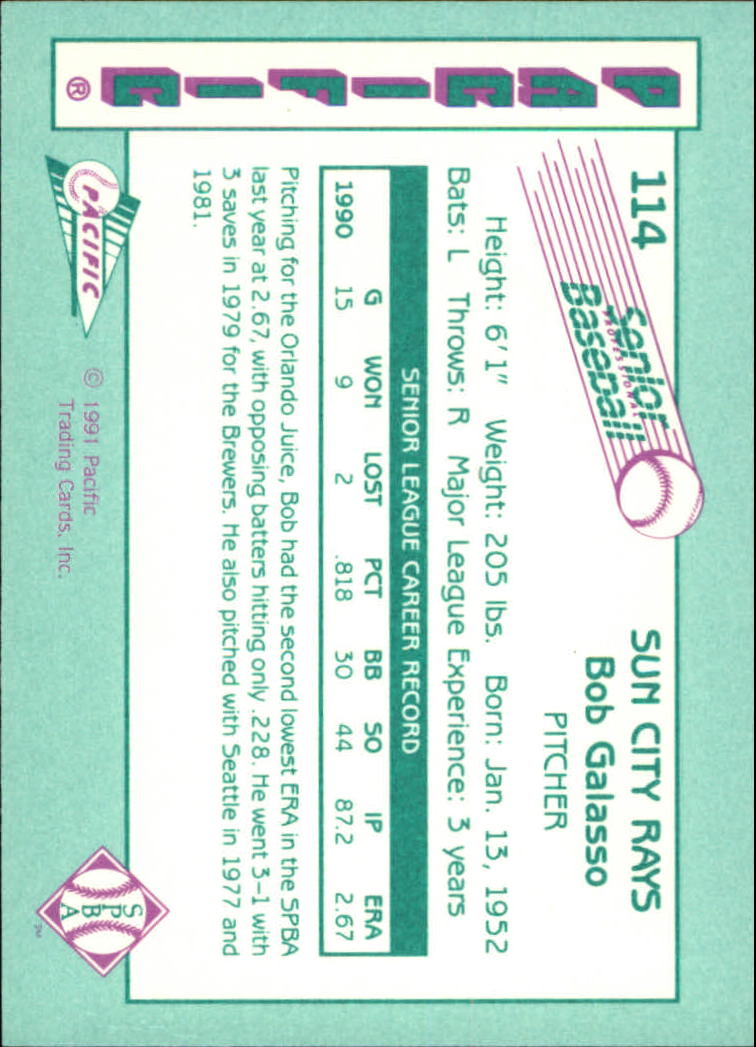 PACIFIC®
114
Senior
PROFESSIONAL
Baseball
SUN CITY RAYS
Bob Galasso
PITCHER
Height: 6'1" Weight: 205 lbs. Born: Jan. 13, 1952
Bats: L Throws: R Major League Experience: 3 years
SENIOR LEAGUE CAREER RECORD
G WON LOST PCT BB SO IP ERA
1990 15 9 2 .818 30 44 87.2 2.67
Pitching for the Orlando Juice, Bob had the second lowest ERA in the SPBA
last year at 2.67, with opposing batters hitting only .228. He went 3-1 with
3 saves in 1979 for the Brewers. He also pitched with Seattle in 1977 and
1981.
PACIFIC
© 1991 Pacific
Trading Cards, Inc.
S
P
B
A
TM